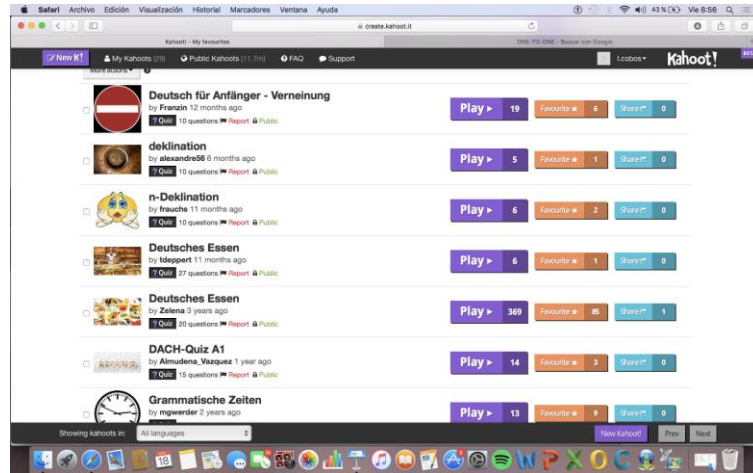 Safari Archivo Edición Visualización Historial Marcadores Ventana Ayuda 43 % Vie 8:56 Q
create.kahoot.it
Kahoot! - My favourites ONE-TO-ONE - Buscar con Google
New K! My Kahoots (29) Public Kahoots (11.7m) FAQ Support l.cobos Kahoot!
More actions
Deutsch für Anfänger - Verneinung
by Franzin 12 months ago
? Quiz 10 questions Report Public
Play 19 Favourite 6 Share 0
deklination
by alexandre56 6 months ago
? Quiz 10 questions Report Public
Play 5 Favourite 1 Share 0
n-Deklination
by frauchs 11 months ago
? Quiz 10 questions Report Public
Play 6 Favourite 2 Share 0
Deutsches Essen
by tdeppert 11 months ago
? Quiz 27 questions Report Public
Play 6 Favourite 1 Share 0
Deutsches Essen
by Zelena 3 years ago
? Quiz 20 questions Report Public
Play 369 Favourite 85 Share 1
DACH-Quiz A1
by Almudena_Vazquez 1 year ago
? Quiz 15 questions Report Public
Play 14 Favourite 3 Share 0
Grammatische Zeiten
by mgwerder 2 years ago
Play 13 Favourite 9 Share 0
Showing kahoots in: All languages New Kahoot! Prev Next
18